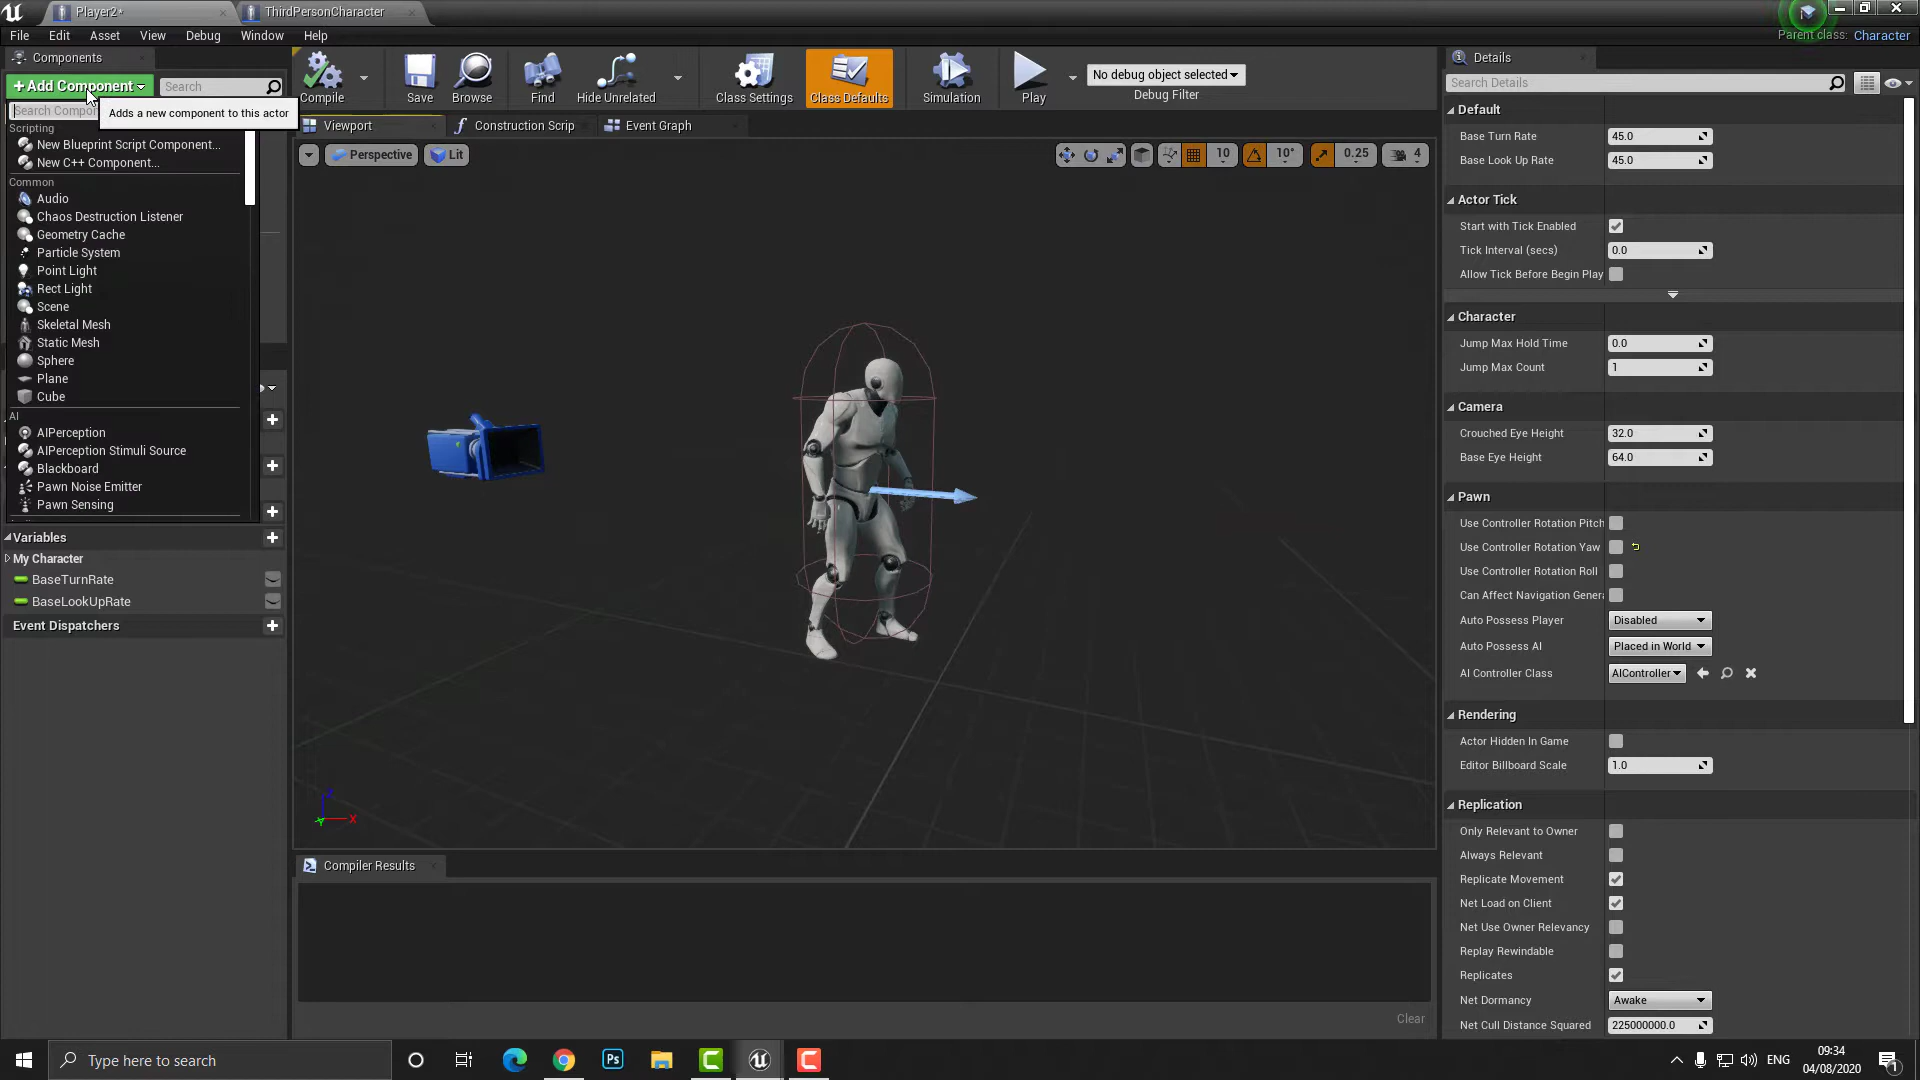 Player2*
ThirdPersonCharacter
Parent class: Character
File Edit Asset View Debug Window Help
Components
+Add Component
Search
Search Compon
Adds a new component to this actor
Scripting
New Blueprint Script Component...
New C++ Component...
Common
Audio
Chaos Destruction Listener
Geometry Cache
Particle System
Point Light
Rect Light
Scene
Skeletal Mesh
Static Mesh
Sphere
Plane
Cube
AI
AIPerception
AIPerception Stimuli Source
Blackboard
Pawn Noise Emitter
Pawn Sensing
Variables
My Character
BaseTurnRate
BaseLookUpRate
Event Dispatchers
Compile
Save
Browse
Find
Hide Unrelated
Class Settings
Class Defaults
Simulation
Play
No debug object selected
Debug Filter
Viewport
Construction Scrip
Event Graph
Perspective
Lit
10
10°
0.25
4
Z
X
Y
Compiler Results
Clear
Details
Search Details
Default
Base Turn Rate 45.0
Base Look Up Rate 45.0
Actor Tick
Start with Tick Enabled
Tick Interval (secs) 0.0
Allow Tick Before Begin Play
Character
Jump Max Hold Time 0.0
Jump Max Count 1
Camera
Crouched Eye Height 32.0
Base Eye Height 64.0
Pawn
Use Controller Rotation Pitch
Use Controller Rotation Yaw
Use Controller Rotation Roll
Can Affect Navigation Genera
Auto Possess Player Disabled
Auto Possess AI Placed in World
AI Controller Class AIController
Rendering
Actor Hidden In Game
Editor Billboard Scale 1.0
Replication
Only Relevant to Owner
Always Relevant
Replicate Movement
Net Load on Client
Net Use Owner Relevancy
Replay Rewindable
Replicates
Net Dormancy Awake
Net Cull Distance Squared 225000000.0
Type here to search
Ps
ENG
09:34
04/08/2020
1